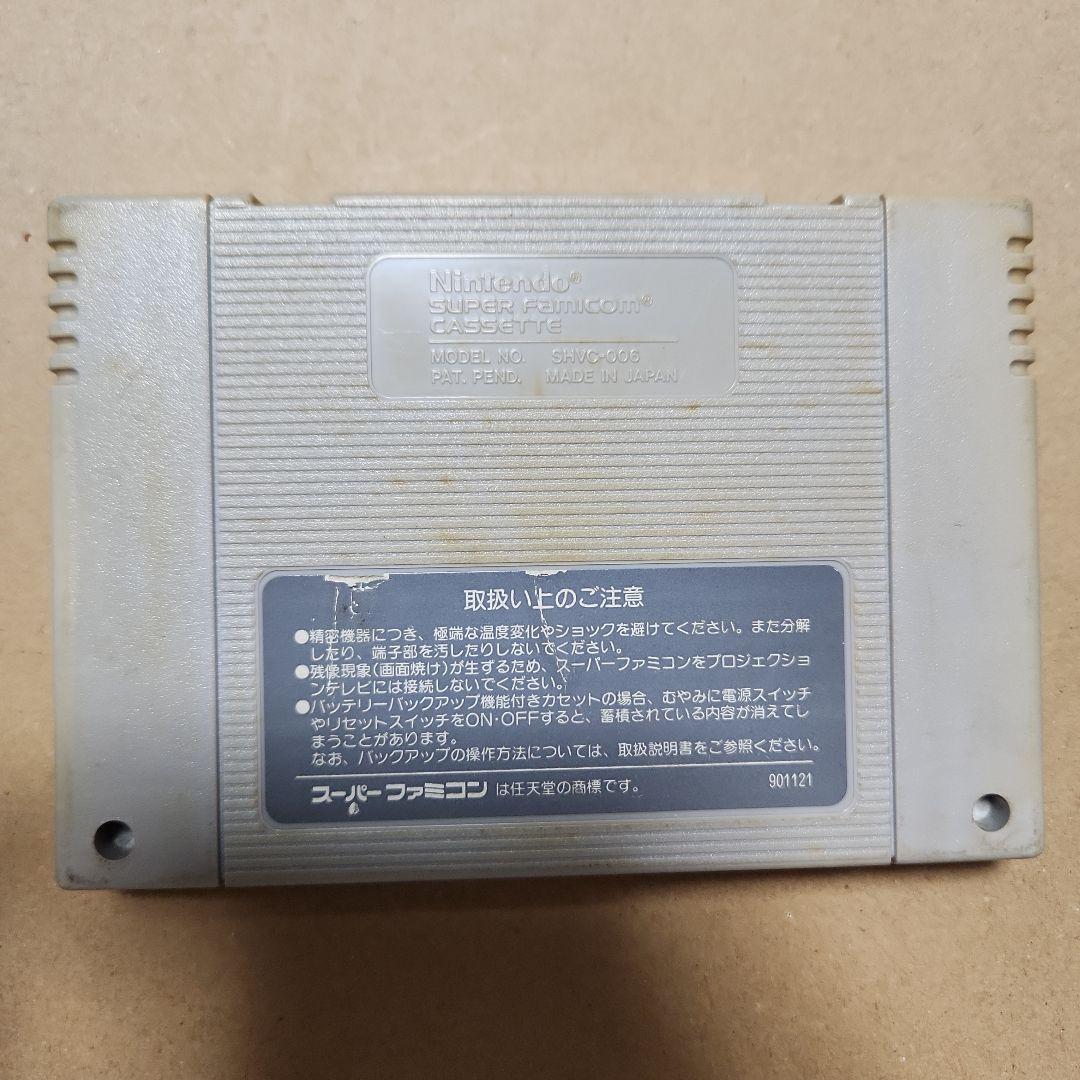 Nintendo®
SUPER Famicom®
CASSETTE
MODEL NO. SHVC-006
PAT. PEND. MADE IN JAPAN
取扱い上のご注意
●精密機器につき、極端な温度変化やショックを避けてください。また分解
したり、端子部を汚したりしないでください。
●残像現象(画面焼け)が生ずるため、スーパーファミコンをプロジェクショ
ンテレビには接続しないでください。
●バッテリーバックアップ機能付きカセットの場合、むやみに電源スイッチ
やリセットスイッチをON·OFFすると、蓄積されている内容が消えてし
まうことがあります。
なお、バックアップの操作方法については、取扱説明書をご参照ください。
スーパーファミコン は任天堂の商標です。
901121